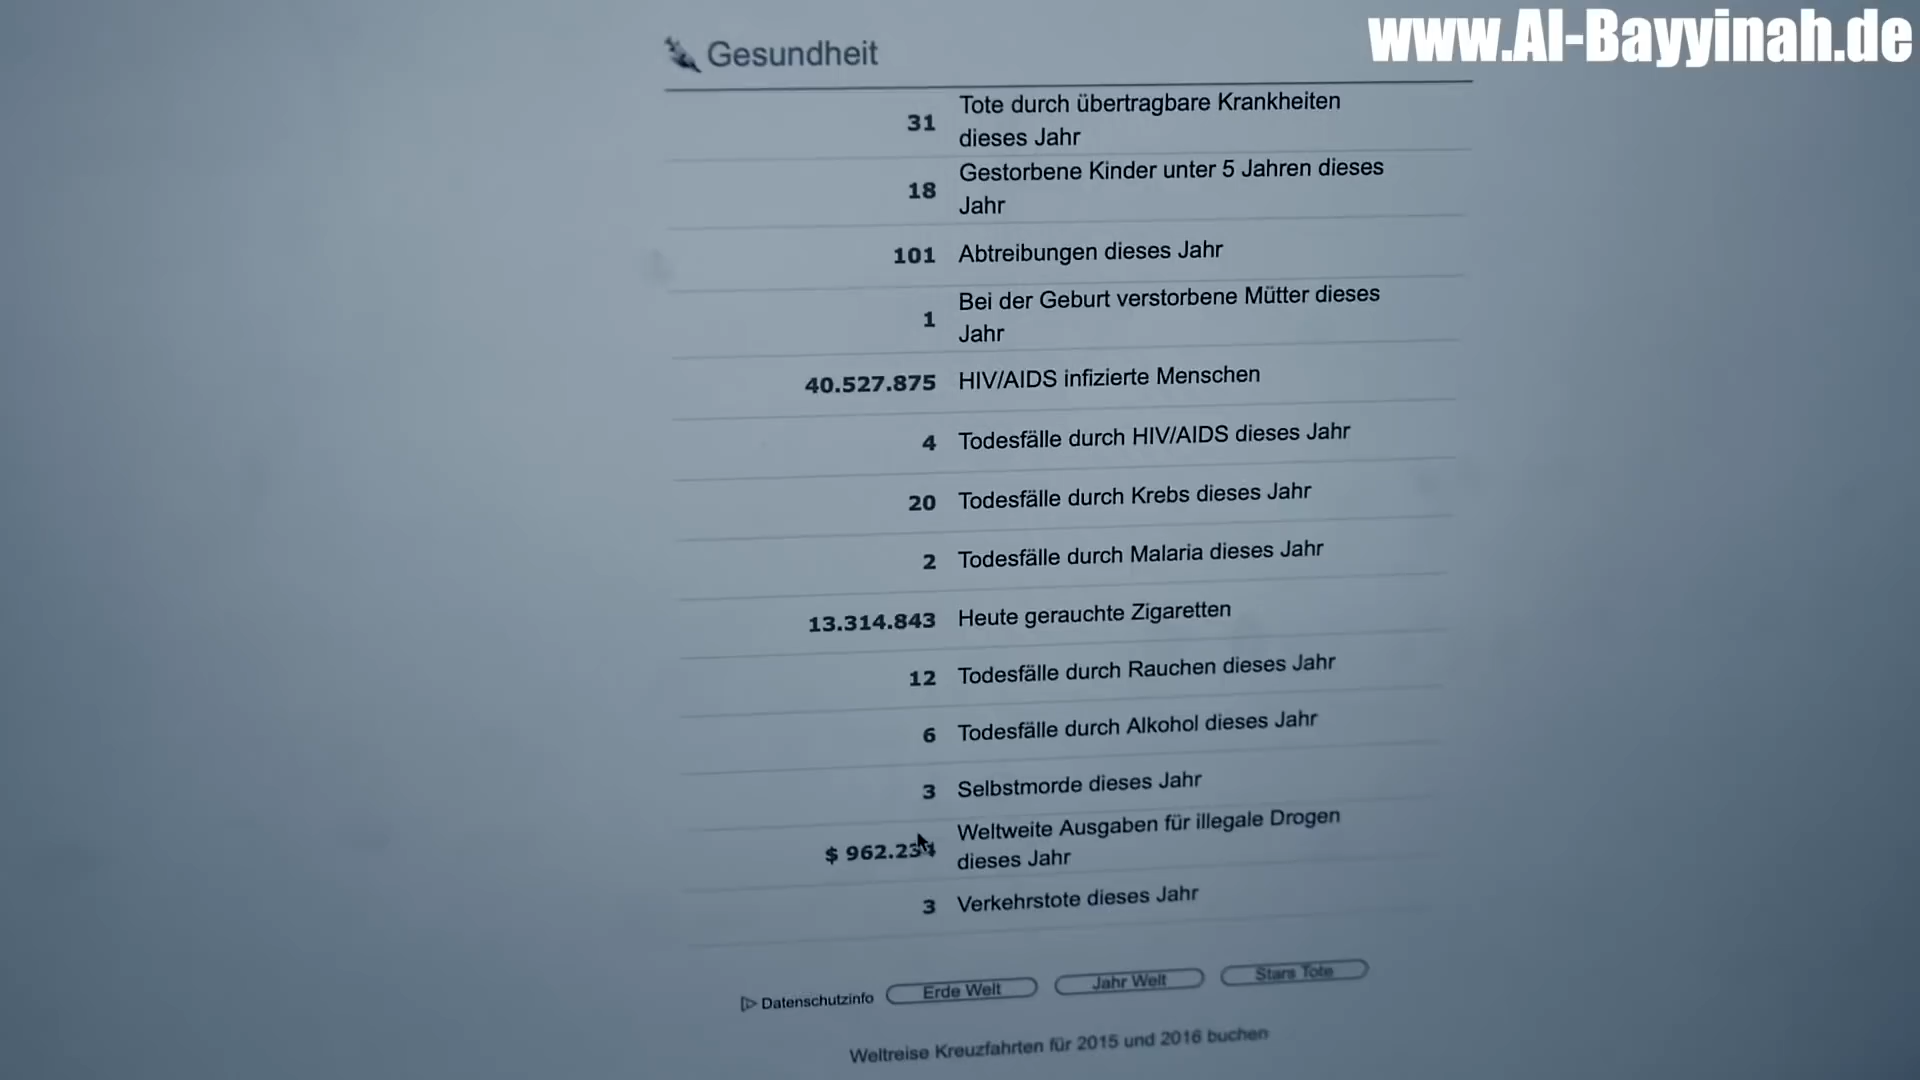 www.Al-Bayyinah.de
Gesundheit
31 Tote durch übertragbare Krankheiten
dieses Jahr
18 Gestorbene Kinder unter 5 Jahren dieses
Jahr
101 Abtreibungen dieses Jahr
1 Bei der Geburt verstorbene Mütter dieses
Jahr
40.527.875 HIV/AIDS infizierte Menschen
4 Todesfälle durch HIV/AIDS dieses Jahr
20 Todesfälle durch Krebs dieses Jahr
2 Todesfälle durch Malaria dieses Jahr
13.314.843 Heute gerauchte Zigaretten
12 Todesfälle durch Rauchen dieses Jahr
6 Todesfälle durch Alkohol dieses Jahr
3 Selbstmorde dieses Jahr
$ 962.234 Weltweite Ausgaben für illegale Drogen
dieses Jahr
3 Verkehrstote dieses Jahr
Datenschutzinfo Erde Welt Jahr Welt Stars Tote
Weltreise Kreuzfahrten für 2015 und 2016 buchen